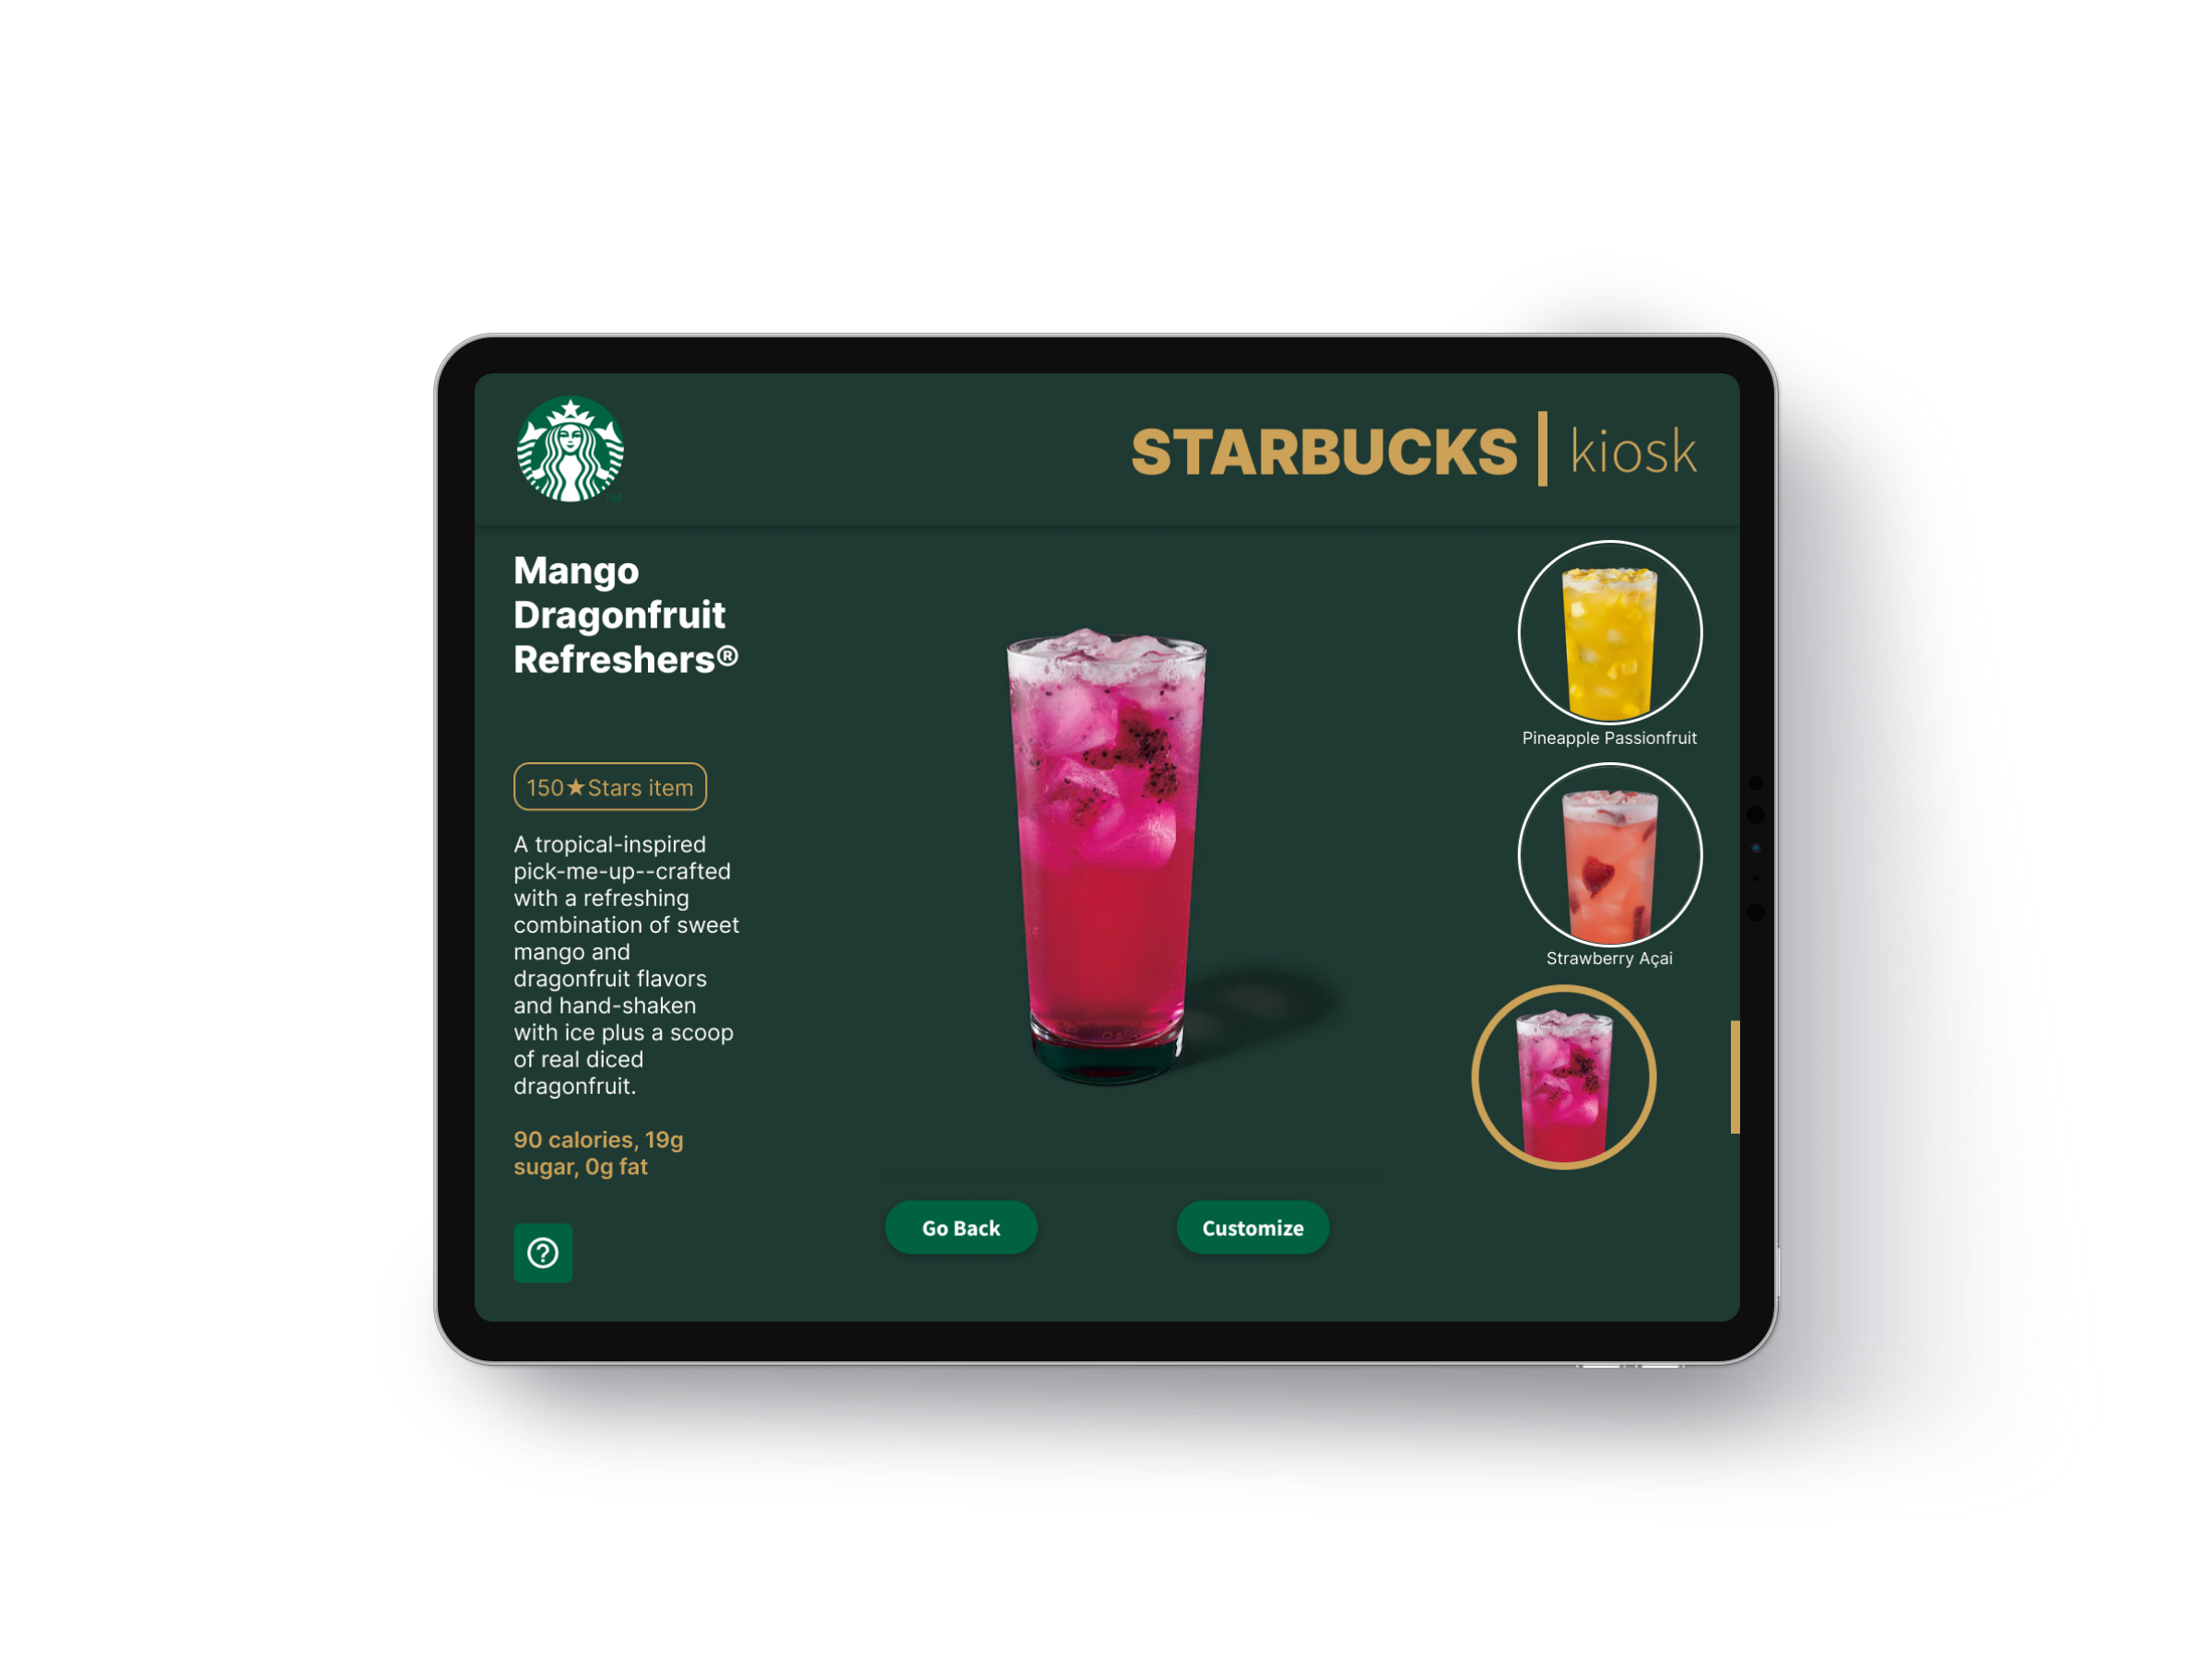 STARBUCKS | kiosk
TM
Mango
Dragonfruit
Refreshers®
150★Stars item
A tropical-inspired
pick-me-up--crafted
with a refreshing
combination of sweet
mango and
dragonfruit flavors
and hand-shaken
with ice plus a scoop
of real diced
dragonfruit.
90 calories, 19g
sugar, 0g fat
Go Back
Customize
Pineapple Passionfruit
Strawberry Açai